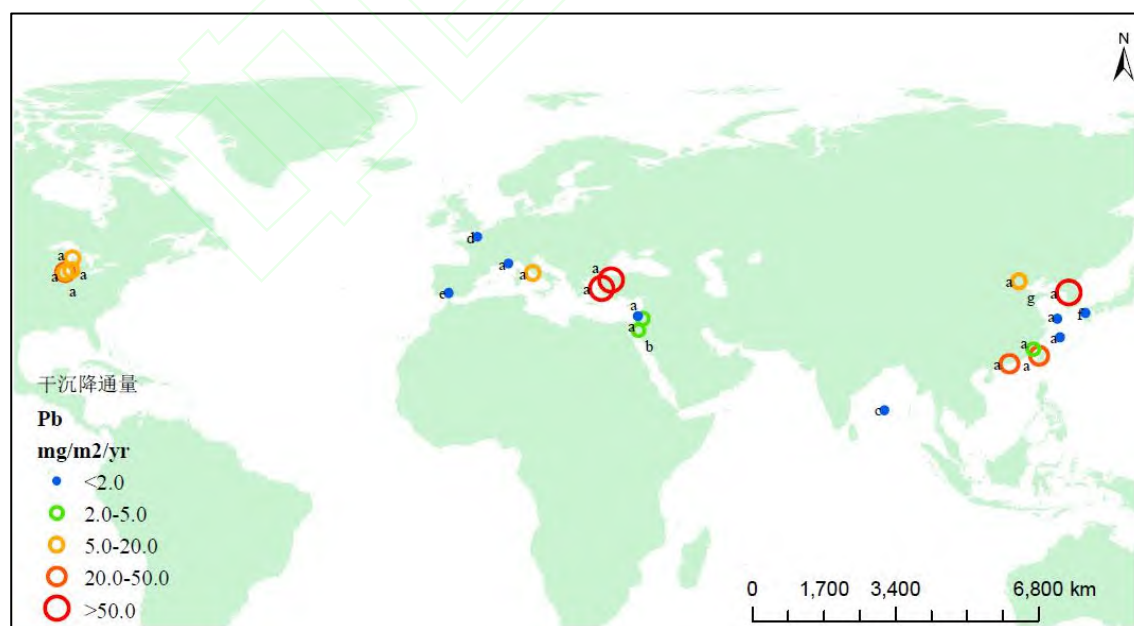 N
d
a
a
a
a
a
a
a
e
a
a
a
a
b
a
g
a
f
a
a
a
a
a
c
干沉降通量
Pb
mg/m2/yr
<2.0
2.0-5.0
5.0-20.0
20.0-50.0
>50.0
0 1,700 3,400 6,800 km